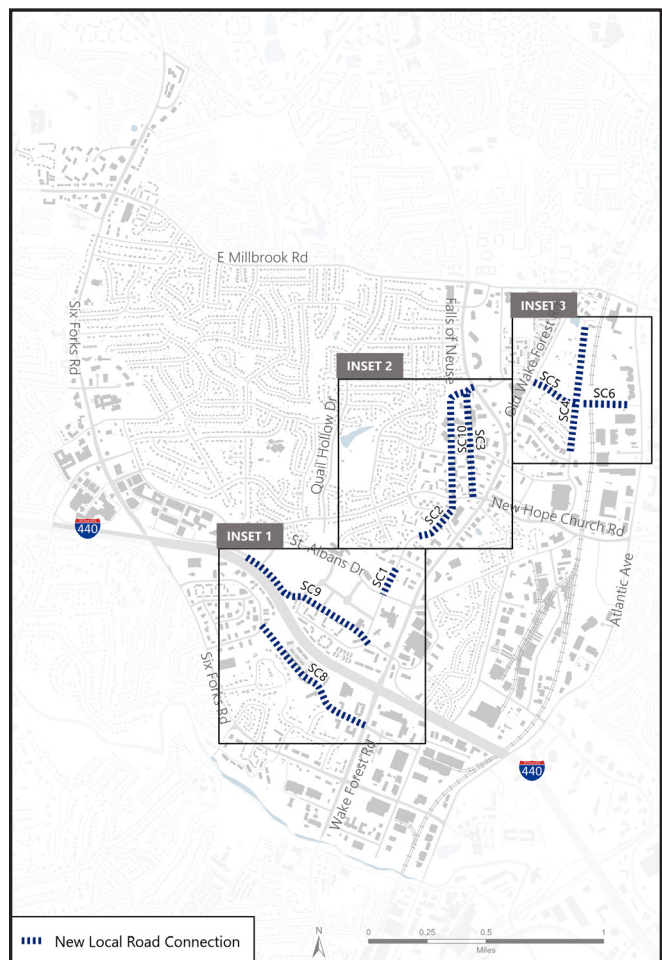 E Millbrook Rd
Six Forks Rd
Falls of Neuse
INSET 3
Old Wake Forest
SC5
SC4
SC6
INSET 2
Quail Hollow Dr
SC10
SC3
SC2
New Hope Church Rd
INTERSTATE
440
INSET 1
St. Albans Dr
SC1
SC9
Atlantic Ave
SC8
Six Forks Rd
Wake Forest Rd
INTERSTATE
440
New Local Road Connection
N
0 0.25 0.5 1
Miles